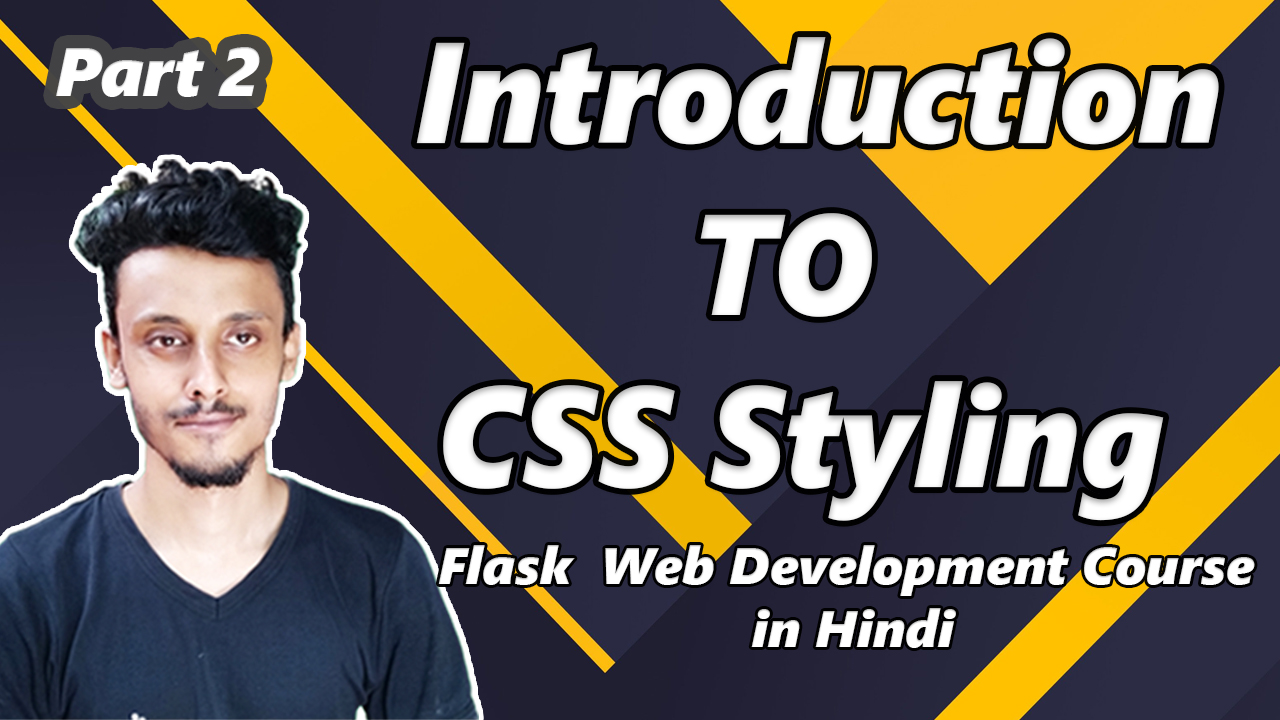 Part 2
Introduction
TO
CSS Styling
Flask Web Development Course
in Hindi